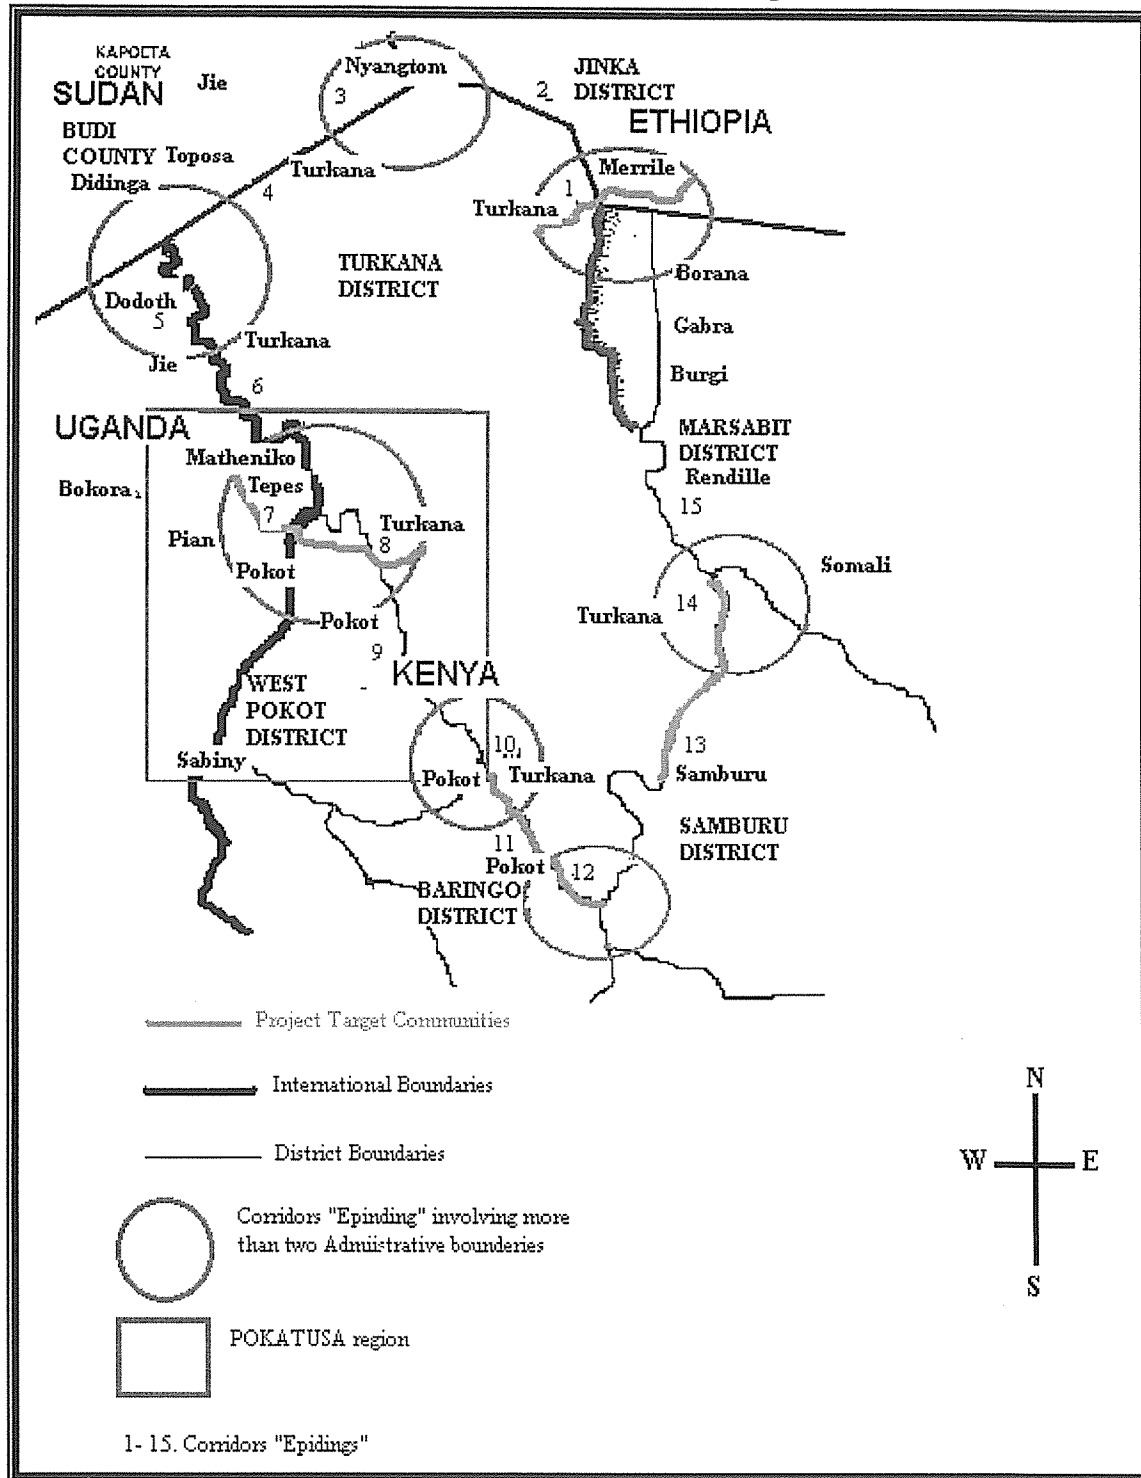 KAPOETA
COUNTY
SUDAN
Jie
Nyangtom
3
2
JINKA
DISTRICT
ETHIOPIA
BUDI
COUNTY
Toposa
Didinga
4
Turkana
Merrile
1
Turkana
TURKANA
DISTRICT
Borana
Dodoth
5
Gabra
Turkana
Jie
Burgi
6
UGANDA
MARSABIT
DISTRICT
Rendille
Matheniko
Tepes
Bokora
15
7
Turkana
8
Pian
Pokot
Somali
14
Turkana
Pokot
9
KENYA
WEST
POKOT
DISTRICT
10
13
Sabiny
Pokot
Turkana
Samburu
11
SAMBURU
DISTRICT
Pokot
12
BARINGO
DISTRICT
Project Target Communities
International Boundaries
District Boundaries
Corridors "Epinding" involving more
than two Admiistrative bounderies
POKATUSA region
1- 15. Corridors "Epidings"
N
W
E
S